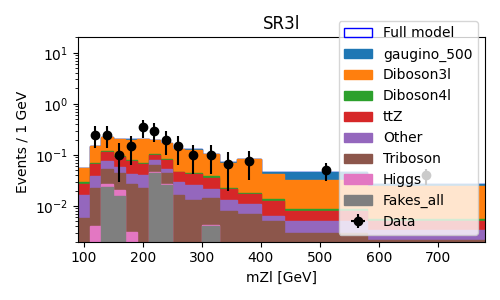 SR3l
Events / 1 GeV
10¹
10⁰
10⁻¹
10⁻²
Full model
gaugino_500
Diboson3l
Diboson4l
ttZ
Other
Triboson
Higgs
Fakes_all
Data
100 200 300 400 500 600 700
mZl [GeV]